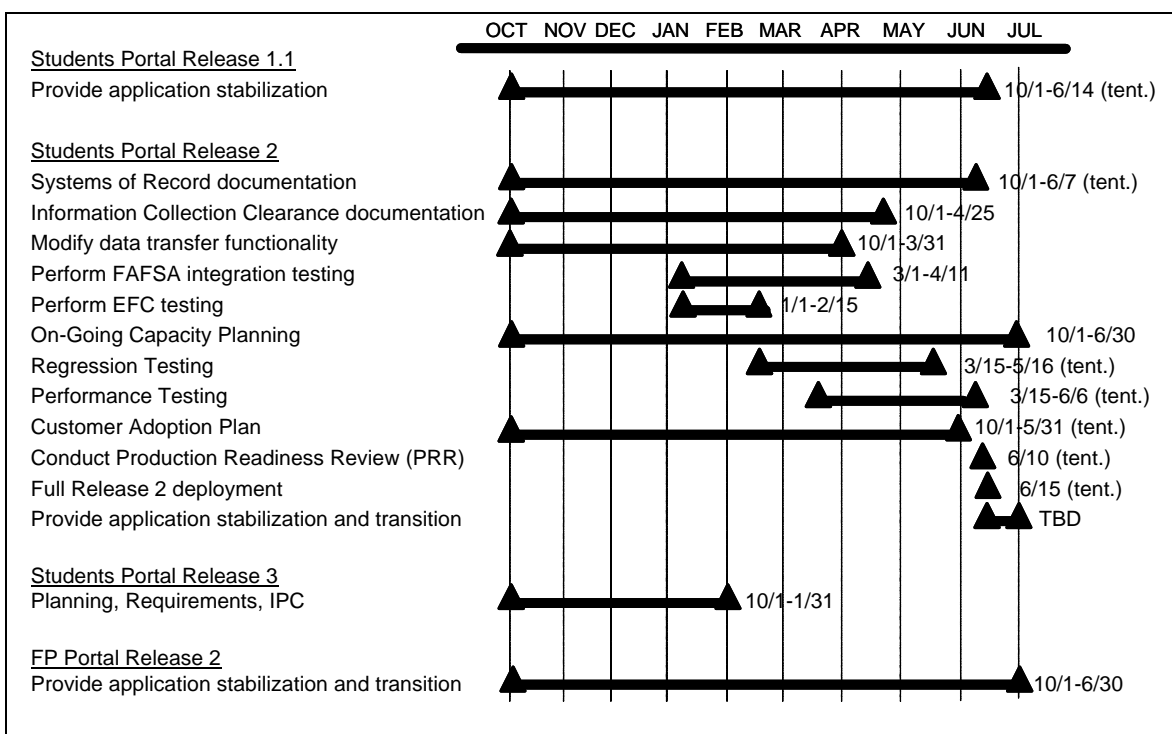 OCT NOV DEC JAN FEB MAR APR MAY JUN JUL
Students Portal Release 1.1
Provide application stabilization 10/1-6/14 (tent.)
Students Portal Release 2
Systems of Record documentation 10/1-6/7 (tent.)
Information Collection Clearance documentation 10/1-4/25
Modify data transfer functionality 10/1-3/31
Perform FAFSA integration testing 3/1-4/11
Perform EFC testing 1/1-2/15
On-Going Capacity Planning 10/1-6/30
Regression Testing 3/15-5/16 (tent.)
Performance Testing 3/15-6/6 (tent.)
Customer Adoption Plan 10/1-5/31 (tent.)
Conduct Production Readiness Review (PRR) 6/10 (tent.)
Full Release 2 deployment 6/15 (tent.)
Provide application stabilization and transition TBD
Students Portal Release 3
Planning, Requirements, IPC 10/1-1/31
FP Portal Release 2
Provide application stabilization and transition 10/1-6/30